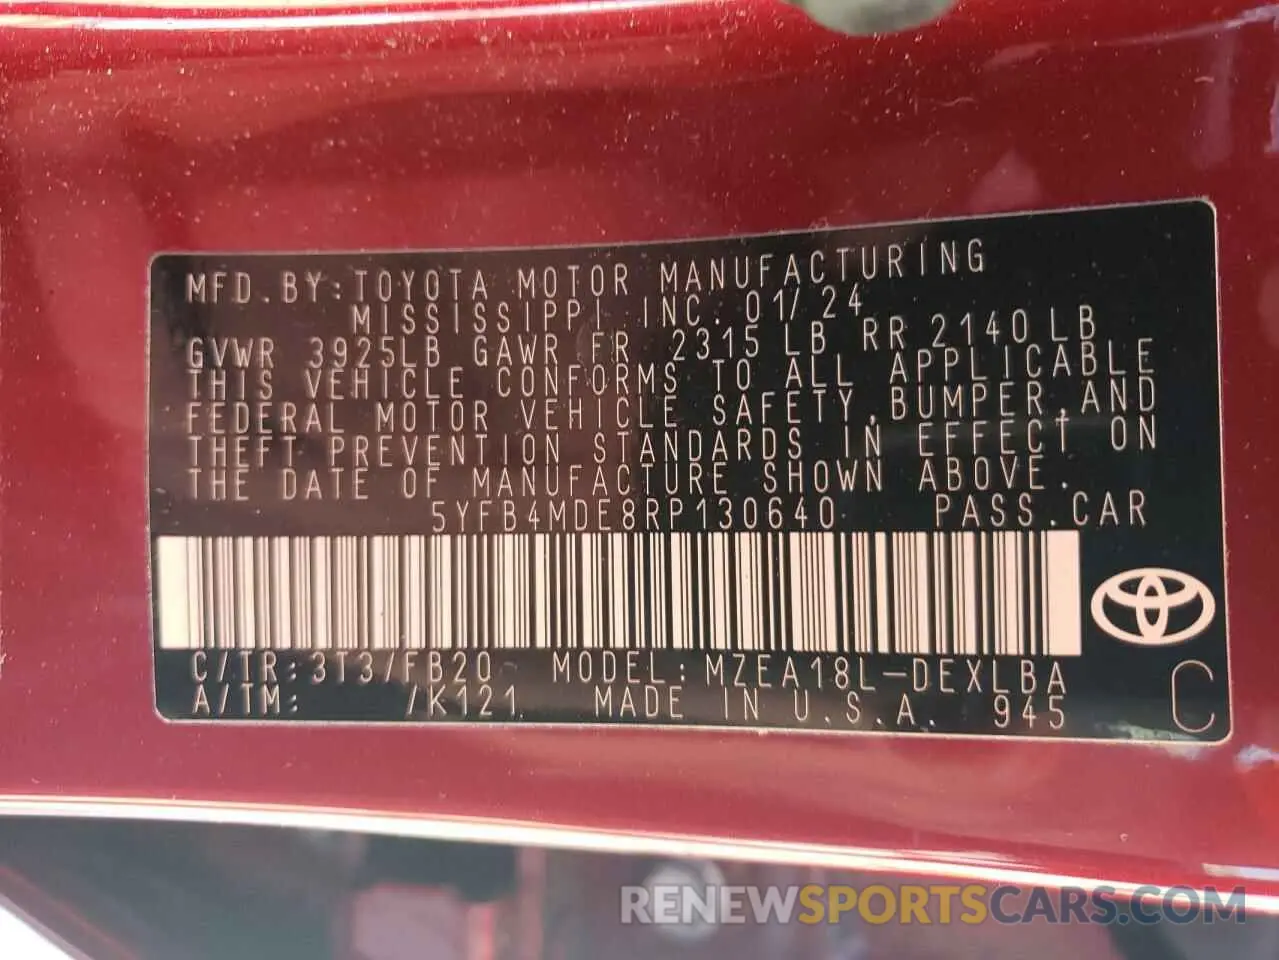 MFD. BY: TOYOTA MOTOR MANUFACTURING
MISSISSIPPI, INC. 01/24
GVWR 3925LB GAWR FR 2315 LB RR 2140 LB
THIS VEHICLE CONFORMS TO ALL APPLICABLE
FEDERAL MOTOR VEHICLE SAFETY, BUMPER, AND
THEFT PREVENTION STANDARDS IN EFFECT ON
THE DATE OF MANUFACTURE SHOWN ABOVE.
5YFB4MDE8RP130640 PASS. CAR
C/TR: 3T3/FB20 MODEL: MZEA18L-DEXLBA
A/TM: /K121 MADE IN U.S.A. 945
C
RENEWSPORTSCARS.COM